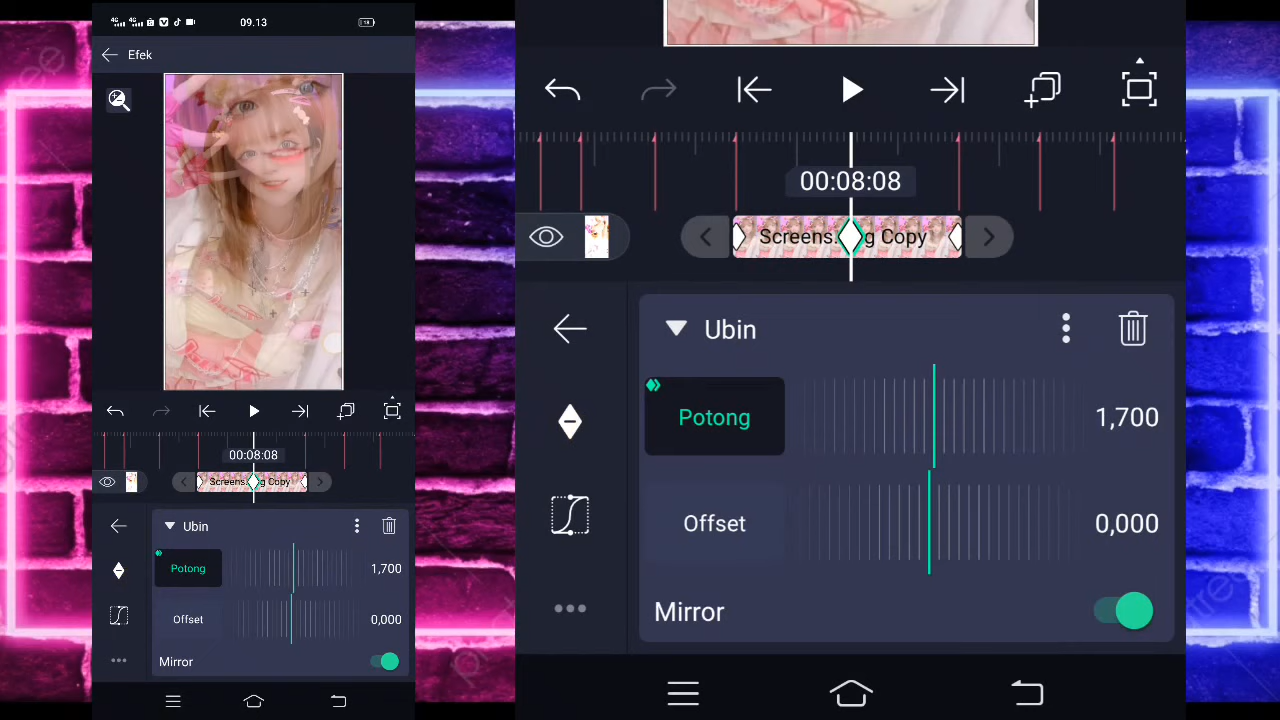 09.13
Efek
00:08:08
Screens. g Copy
Ubin
Potong
1,700
Offset
0,000
Mirror
00:08:08
Screens. g Copy
Ubin
Potong
1,700
Offset
0,000
Mirror